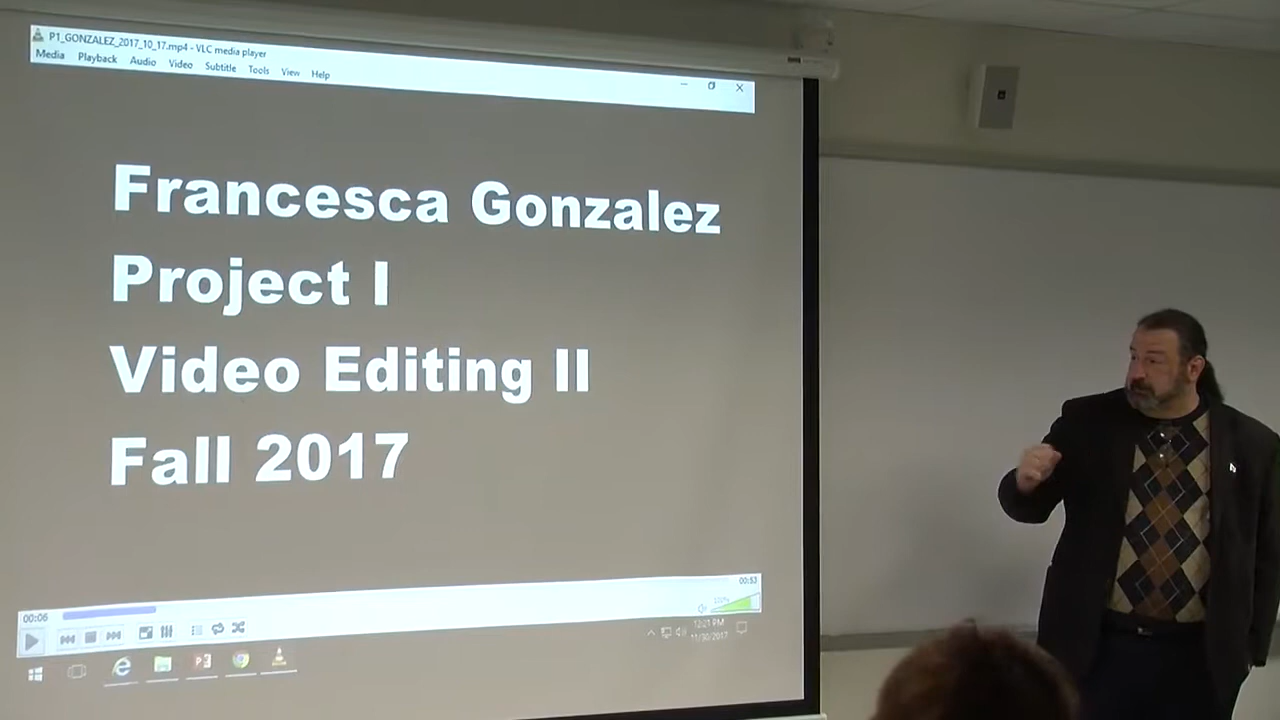 P1_GONZALEZ_2017_10_17.mp4 - VLC media player
Media Playback Audio Video Subtitle Tools View Help
Francesca Gonzalez
Project I
Video Editing II
Fall 2017
00:06
00:53
100%
12:21 PM
11/30/2017